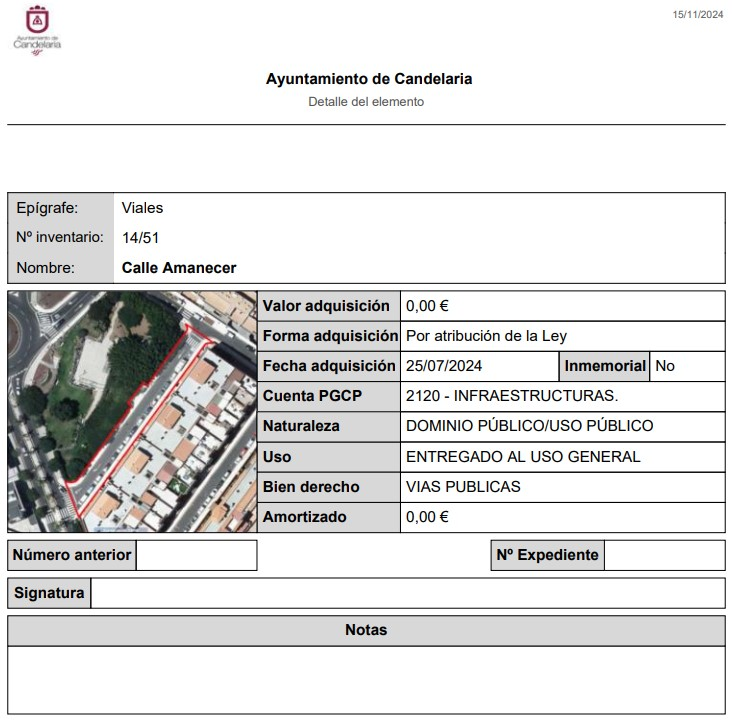 15/11/2024
Ayuntamiento de
Candelaria
Ayuntamiento de Candelaria
Detalle del elemento
Epígrafe: Viales
Nº inventario: 14/51
Nombre: Calle Amanecer
Valor adquisición 0,00 €
Forma adquisición Por atribución de la Ley
Fecha adquisición 25/07/2024 Inmemorial No
Cuenta PGCP 2120 - INFRAESTRUCTURAS.
Naturaleza DOMINIO PÚBLICO/USO PÚBLICO
Uso ENTREGADO AL USO GENERAL
Bien derecho VIAS PUBLICAS
Amortizado 0,00 €
Número anterior Nº Expediente
Signatura
Notas